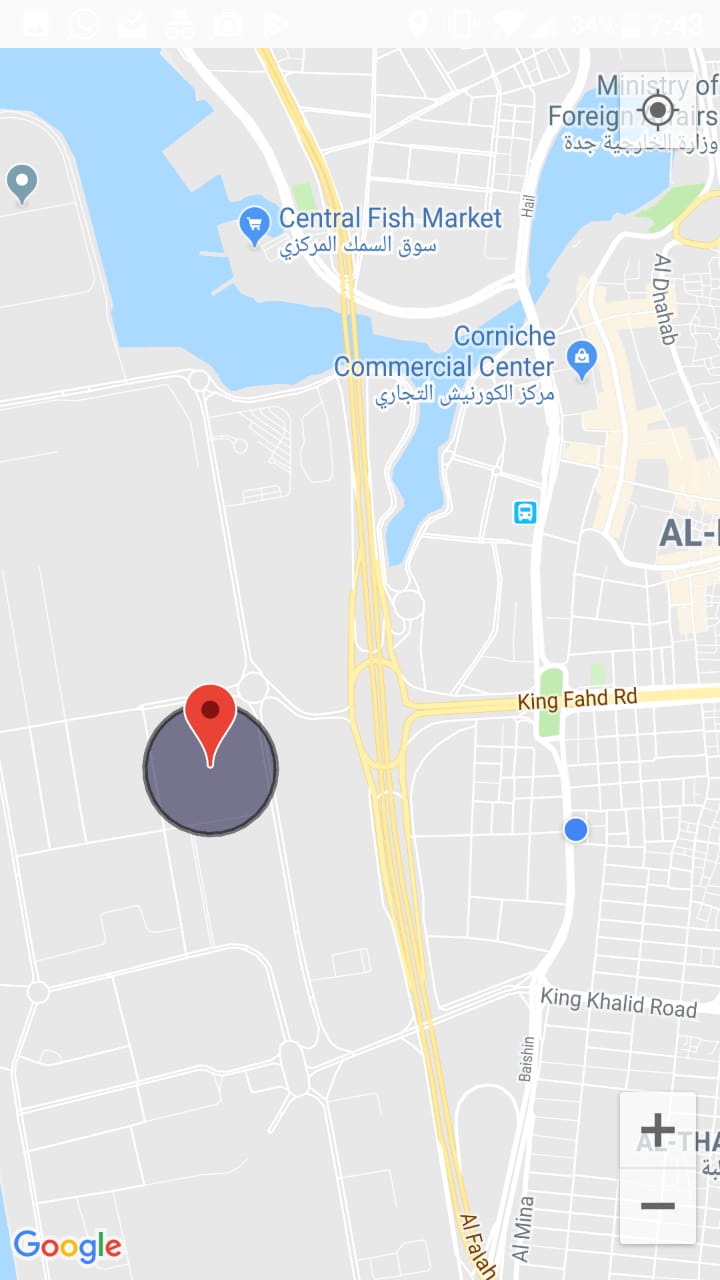 34% 7:43
Ministry of
Foreign Affairs
وزارة الخارجية جدة
Hail
Central Fish Market
سوق السمك المركزي
Al Dhahab
Corniche
Commercial Center
مركز الكورنيش التجاري
AL-
King Fahd Rd
King Khalid Road
Baishin
AL-THA
Al Mina
Al Falah
Google